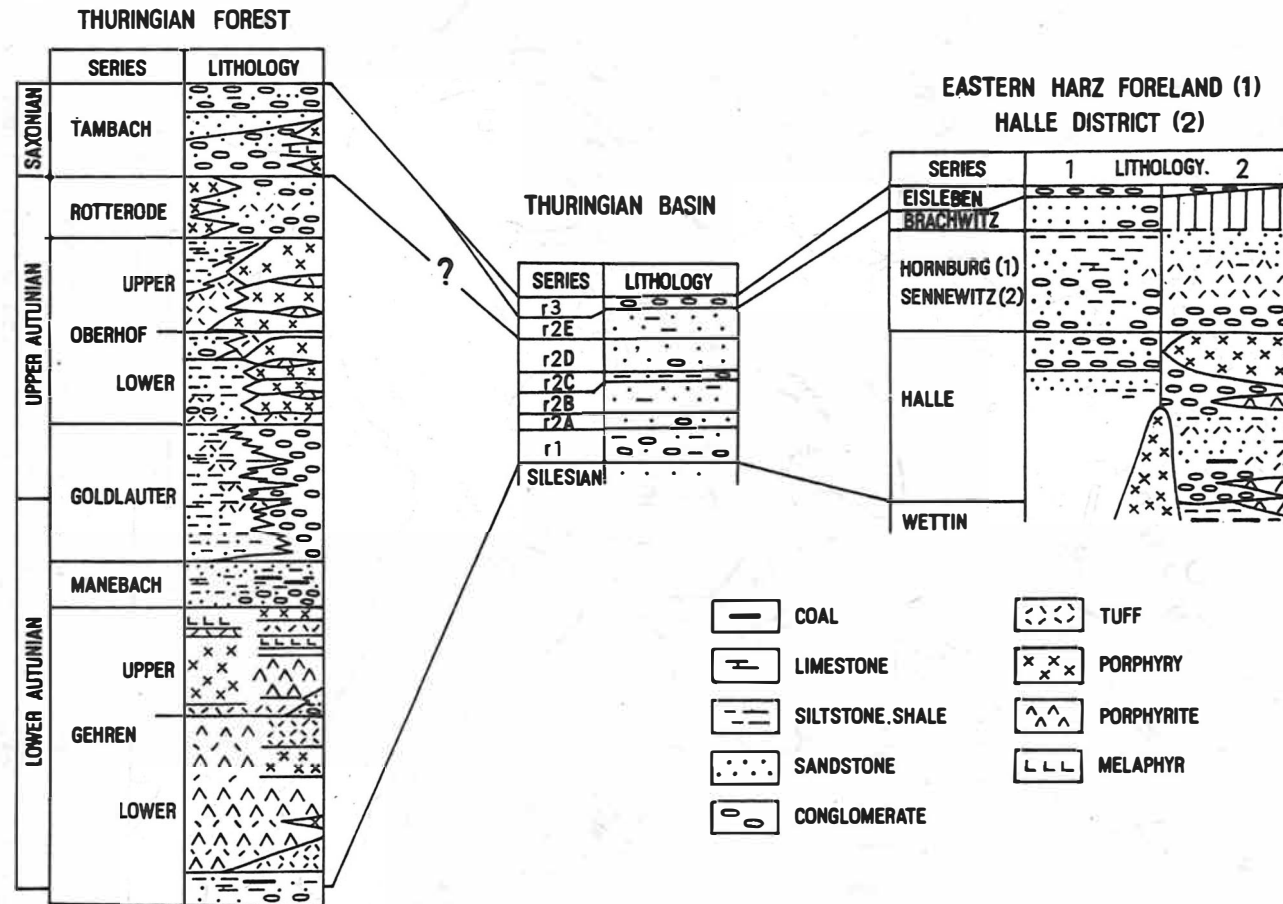 THURINGIAN FOREST
SERIES LITHOLOGY
SAXONIAN
TAMBACH
UPPER AUTUNIAN
ROTTERODE
UPPER
OBERHOF
LOWER
GOLDLAUTER
LOWER AUTUNIAN
MANEBACH
UPPER
GEHREN
LOWER
?
THURINGIAN BASIN
SERIES LITHOLOGY
r3
r2E
r2D
r2C
r2B
r2A
r1
SILESIAN
EASTERN HARZ FORELAND (1)
HALLE DISTRICT (2)
SERIES 1 LITHOLOGY. 2
EISLEBEN
BRACHWITZ
HORNBURG (1)
SENNEWITZ (2)
HALLE
WETTIN
COAL
LIMESTONE
SILTSTONE, SHALE
SANDSTONE
CONGLOMERATE
TUFF
PORPHYRY
PORPHYRITE
MELAPHYR